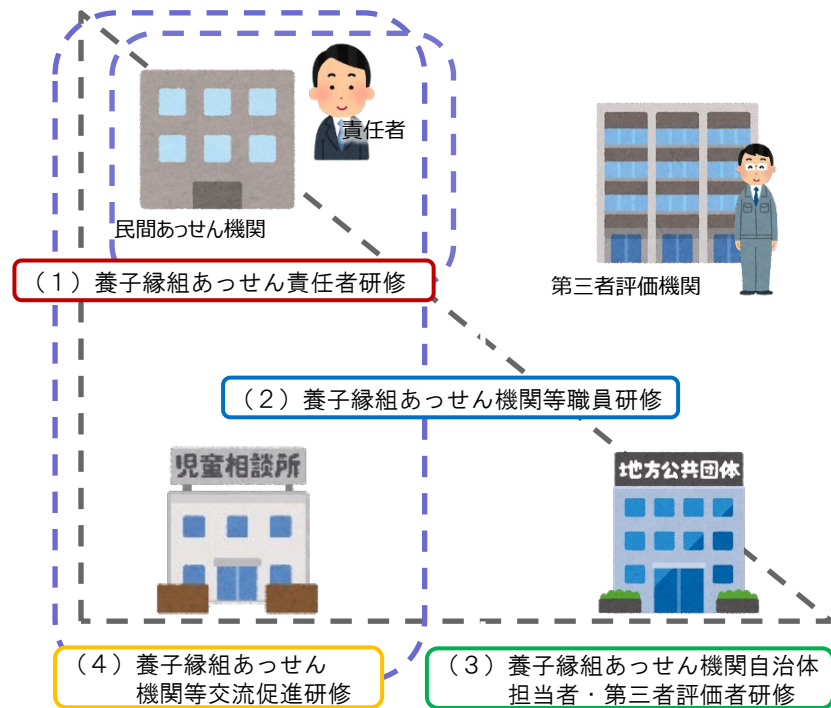 責任者
民間あっせん機関
第三者評価機関
（１）養子縁組あっせん責任者研修
（２）養子縁組あっせん機関等職員研修
児童相談所
地方公共団体
（４）養子縁組あっせん
機関等交流促進研修
（３）養子縁組あっせん機関自治体
担当者・第三者評価者研修